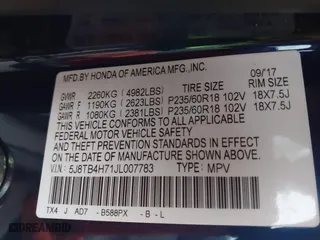 MFD.BY HONDA OF AMERICA MFG.,INC. 09/17
TIRE SIZE RIM SIZE
GVWR 2260KG (4982LBS)
GAWR F 1190KG (2623LBS) P235/60R18 102V 18X7.5J
GAWR R 1080KG (2381LBS) P235/60R18 102V 18X7.5J
THIS VEHICLE CONFORMS TO ALL APPLICABLE
FEDERAL MOTOR VEHICLE SAFETY AND
THEFT PREVENTION STANDARDS IN EFFECT ON THE
DATE OF MANUFACTURE SHOWN ABOVE.
V.I.N: 5J8TB4H71JL007783 TYPE: MPV
TX4 J AD7 - B588PX - B - L
DREAMBID